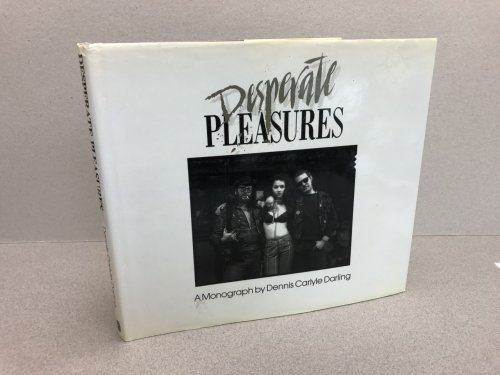 Desperate
PLEASURES
A Monograph by Dennis Carlyle Darling
DESPERATE PLEASURES